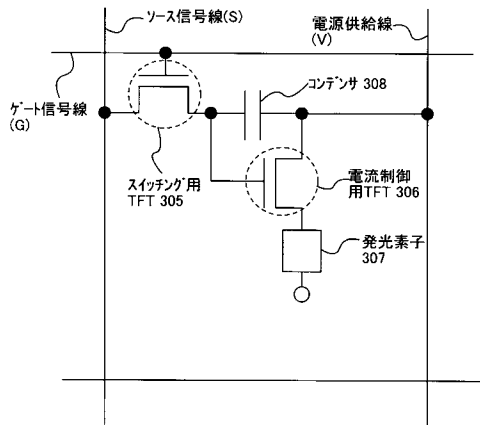 ソース信号線(S)
電源供給線
(V)
ゲート信号線
(G)
コンデンサ 308
スイッチング用
TFT 305
電流制御
用TFT 306
発光素子
307